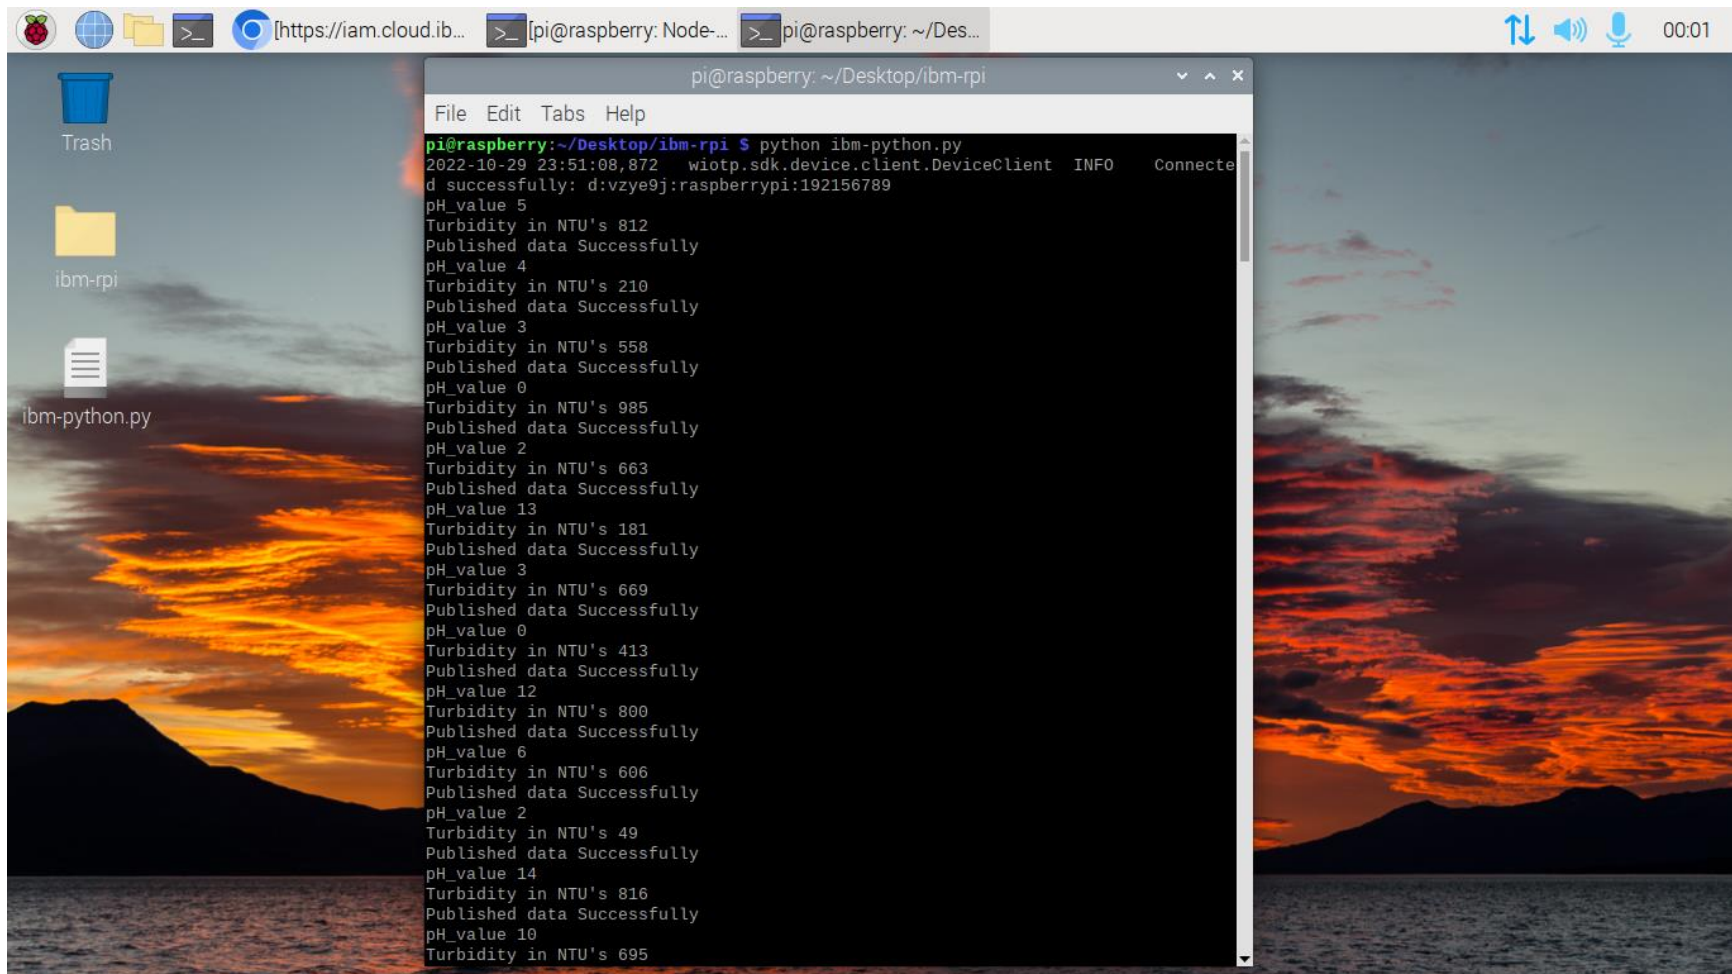 [https://iam.cloud.ib...
[pi@raspberry: Node-...
pi@raspberry: ~/Des...
00:01
Trash
ibm-rpi
ibm-python.py
pi@raspberry: ~/Desktop/ibm-rpi
File Edit Tabs Help
pi@raspberry:~/Desktop/ibm-rpi $ python ibm-python.py
2022-10-29 23:51:08,872   wiotp.sdk.device.client.DeviceClient  INFO    Connecte
d successfully: d:vzye9j:raspberrypi:192156789
pH_value 5
Turbidity in NTU's 812
Published data Successfully
pH_value 4
Turbidity in NTU's 210
Published data Successfully
pH_value 3
Turbidity in NTU's 558
Published data Successfully
pH_value 0
Turbidity in NTU's 985
Published data Successfully
pH_value 2
Turbidity in NTU's 663
Published data Successfully
pH_value 13
Turbidity in NTU's 181
Published data Successfully
pH_value 3
Turbidity in NTU's 669
Published data Successfully
pH_value 0
Turbidity in NTU's 413
Published data Successfully
pH_value 12
Turbidity in NTU's 800
Published data Successfully
pH_value 6
Turbidity in NTU's 606
Published data Successfully
pH_value 2
Turbidity in NTU's 49
Published data Successfully
pH_value 14
Turbidity in NTU's 816
Published data Successfully
pH_value 10
Turbidity in NTU's 695